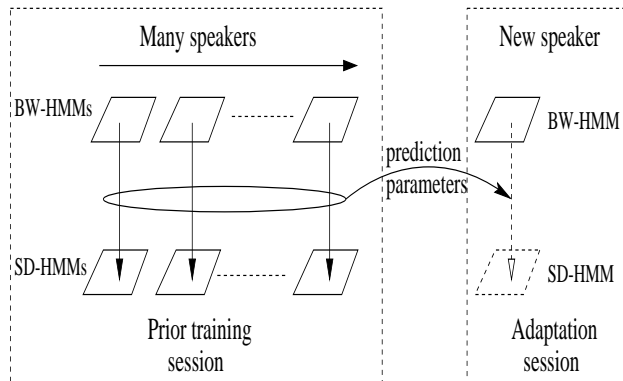 Many speakers
New speaker
BW-HMMs
BW-HMM
prediction
parameters
SD-HMMs
SD-HMM
Prior training
session
Adaptation
session